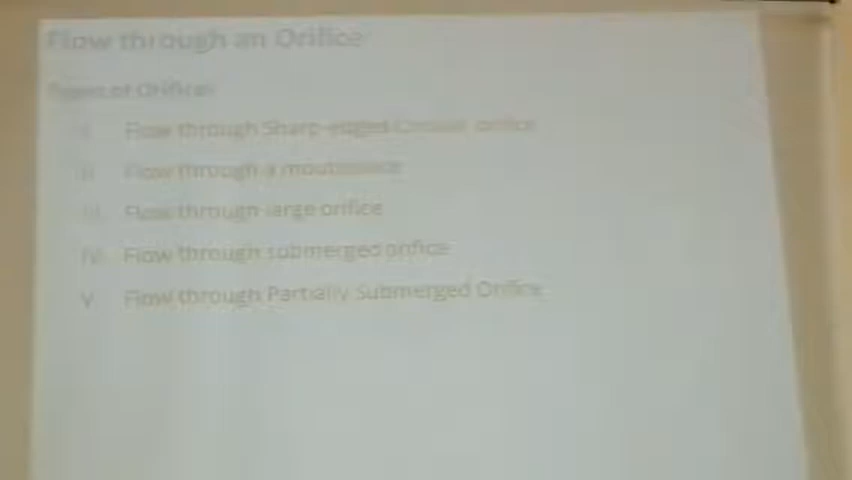 Flow through an Orifice
Types of Orifices
I. Flow through Sharp-edged Circular orifice
II. Flow through a mouthpiece
III. Flow through large orifice
IV. Flow through submerged orifice
V. Flow through Partially Submerged Orifice